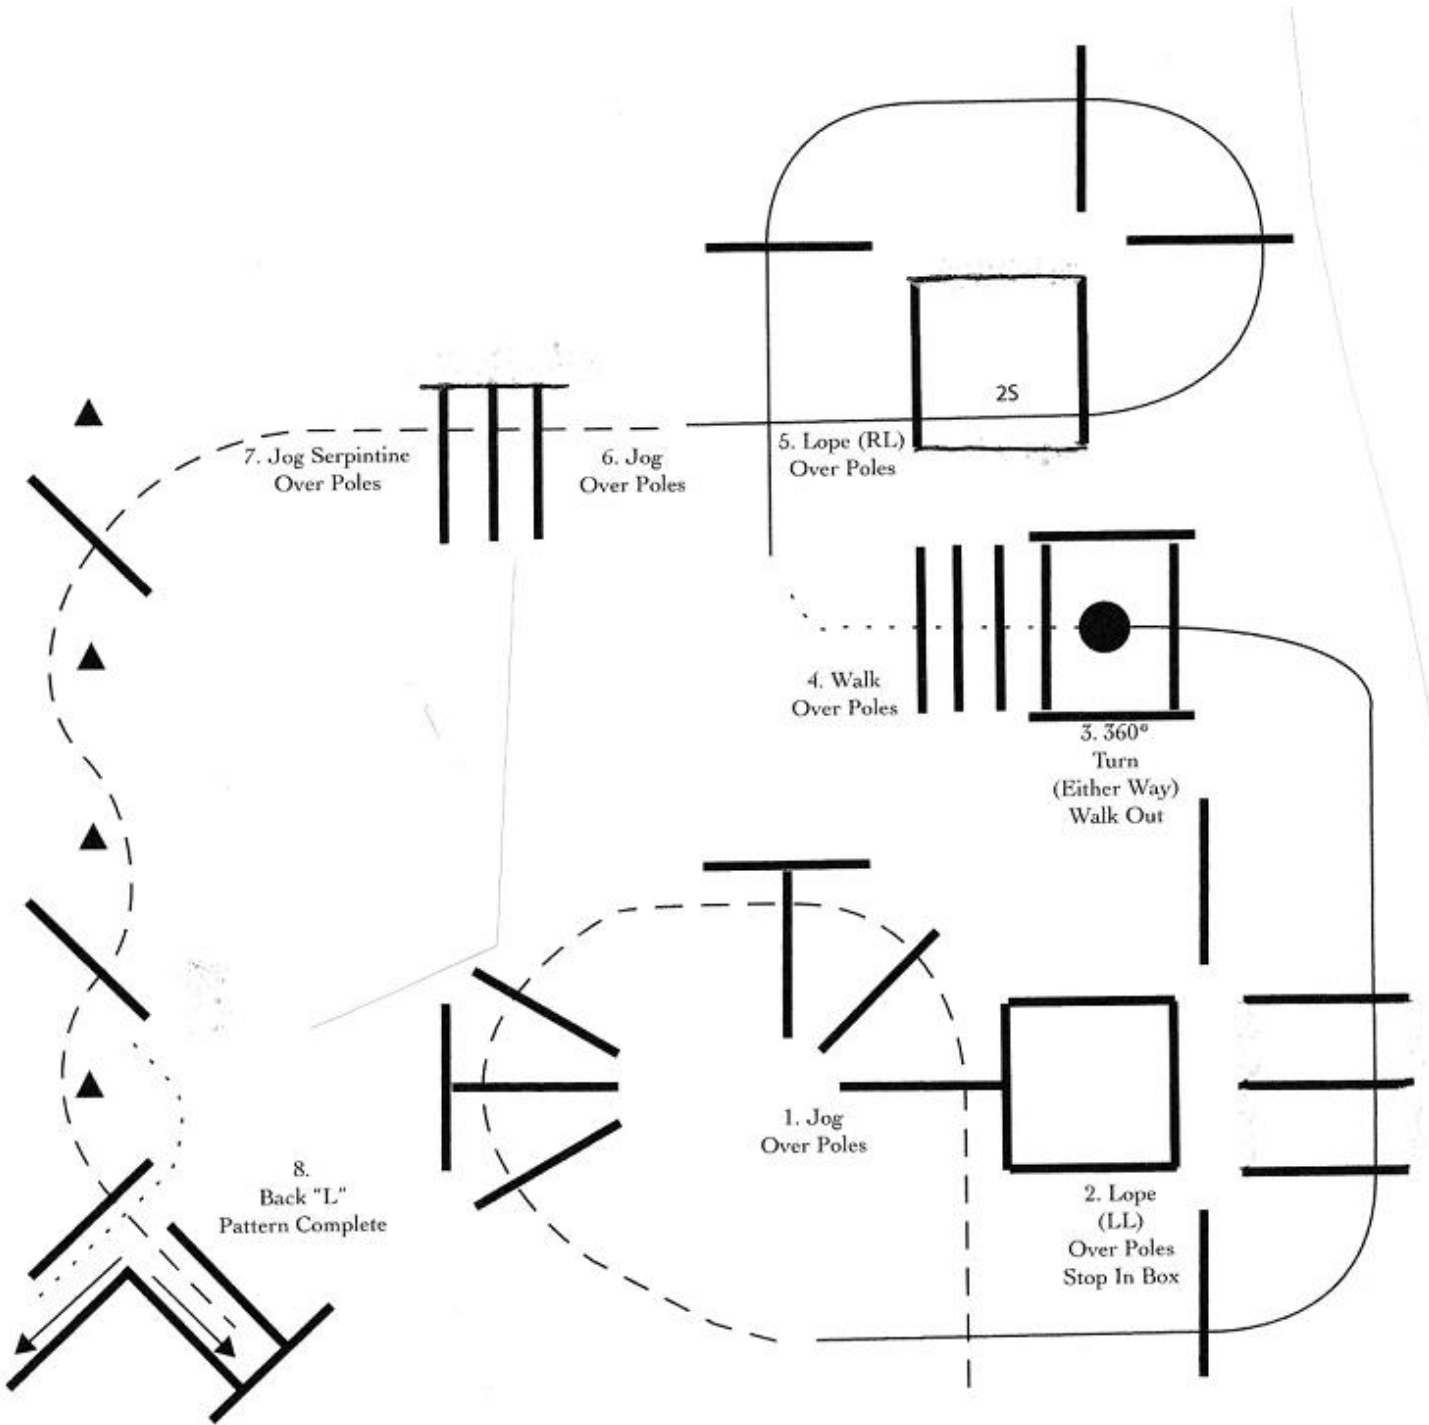 2S
5. Lope (RL)
Over Poles
7. Jog Serpintine
Over Poles
6. Jog
Over Poles
4. Walk
Over Poles
3. 360°
Turn
(Either Way)
Walk Out
1. Jog
Over Poles
2. Lope
(LL)
Over Poles
Stop In Box
8.
Back "L"
Pattern Complete